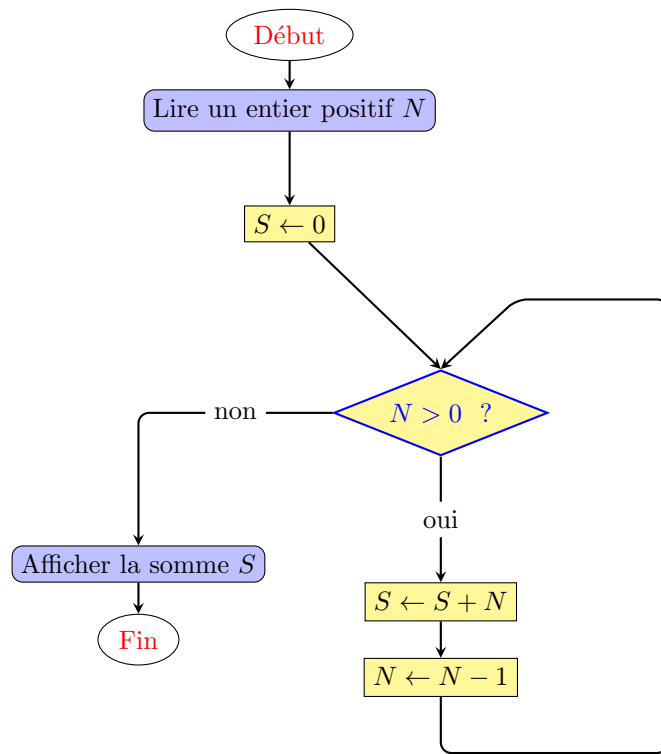 Début
Lire un entier positif N
S ← 0
N > 0 ?
non
oui
Afficher la somme S
S ← S + N
Fin
N ← N − 1